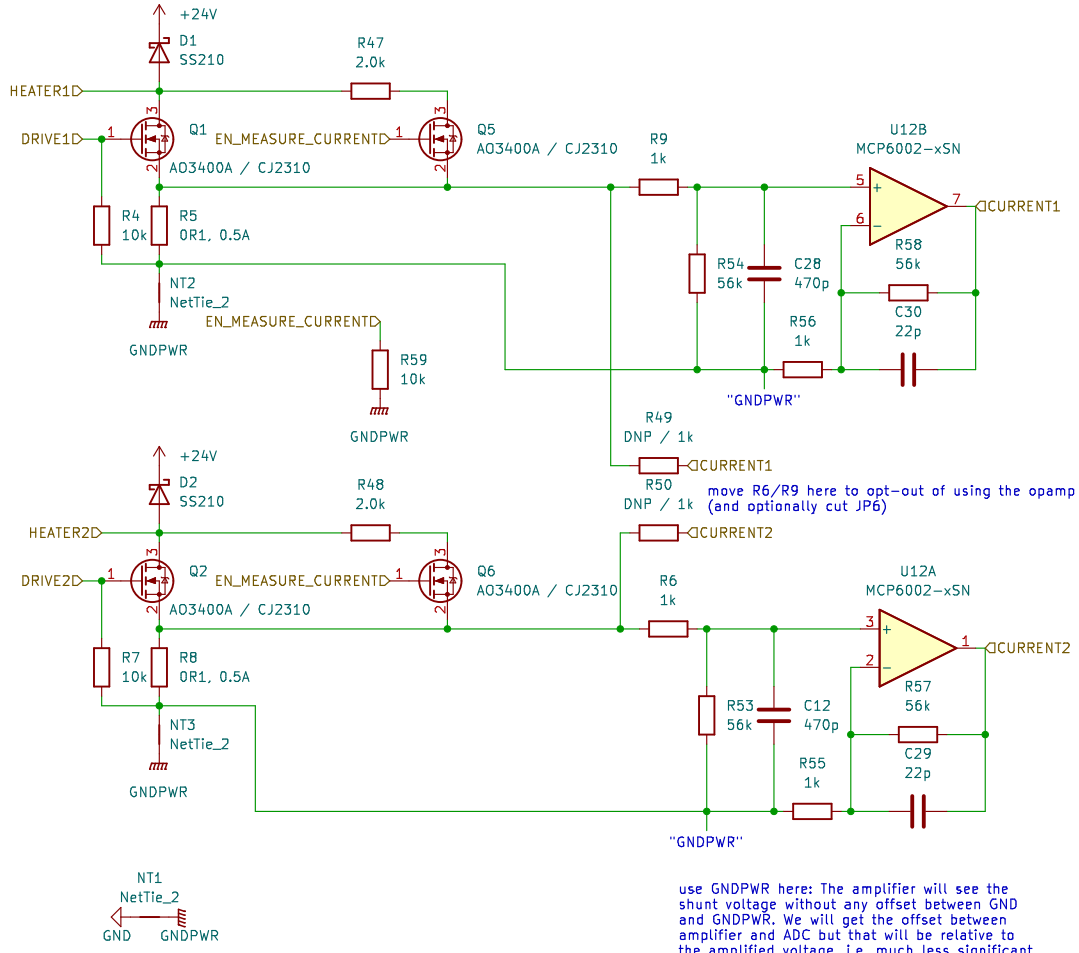 +24V
D1
SS210
R47
2.0k
HEATER1
3
3
DRIVE1
1
Q1
EN_MEASURE_CURRENT
1
Q5
AO3400A / CJ2310
2
AO3400A / CJ2310
2
R9
1k
U12B
MCP6002-xSN
5
+
7
CURRENT1
6
−
R4
10k
R5
0R1, 0.5A
R54
56k
C28
470p
R58
56k
NT2
NetTie_2
C30
22p
EN_MEASURE_CURRENT
R56
1k
GNDPWR
R59
10k
"GNDPWR"
GNDPWR
R49
DNP / 1k
CURRENT1
R50
DNP / 1k
move R6/R9 here to opt-out of using the opamp
(and optionally cut JP6)
CURRENT2
+24V
D2
SS210
R48
2.0k
HEATER2
3
3
DRIVE2
1
Q2
EN_MEASURE_CURRENT
1
Q6
AO3400A / CJ2310
2
AO3400A / CJ2310
2
R6
1k
U12A
MCP6002-xSN
3
+
1
CURRENT2
2
−
R7
10k
R8
0R1, 0.5A
R53
56k
C12
470p
R57
56k
NT3
NetTie_2
C29
22p
R55
1k
GNDPWR
"GNDPWR"
NT1
NetTie_2
GND
GNDPWR
use GNDPWR here: The amplifier will see the
shunt voltage without any offset between GND
and GNDPWR. We will get the offset between
amplifier and ADC but that will be relative to
the amplified voltage, i.e. much less significant